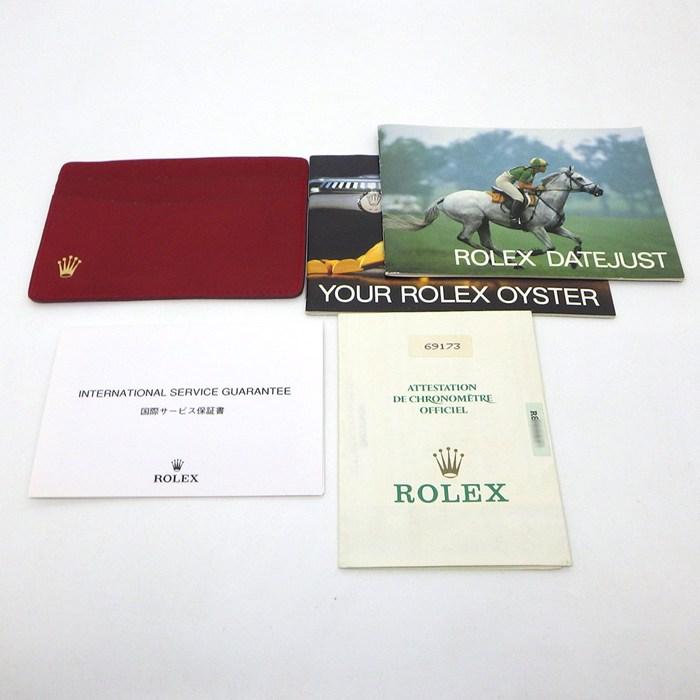 ROLEX DATEJUST
YOUR ROLEX OYSTER
INTERNATIONAL SERVICE GUARANTEE
国際サービス保証書
ROLEX
69173
ATTESTATION
DE CHRONOMÈTRE
OFFICIEL
ROLEX